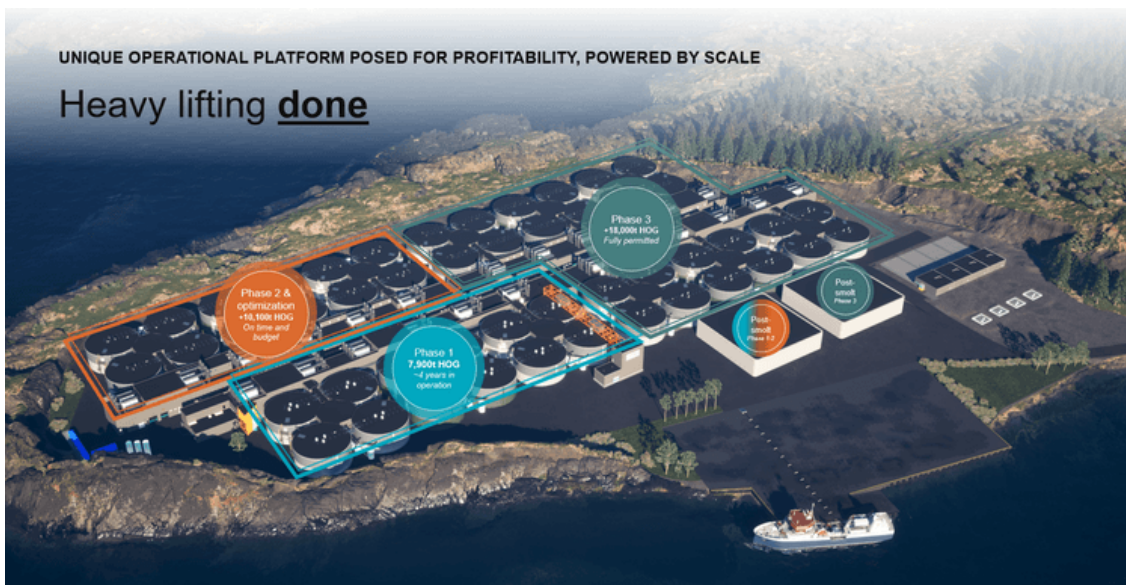 UNIQUE OPERATIONAL PLATFORM POSED FOR PROFITABILITY, POWERED BY SCALE
Heavy lifting done
Phase 3
+18,000t HOG
Fully permitted
Phase 2 &
optimization
+10,100t HOG
On time and
budget
Phase 1
7,900t HOG
~4 years in
operation
Post-
smolt
Phase 3
Post-
smolt
Phase 1-2